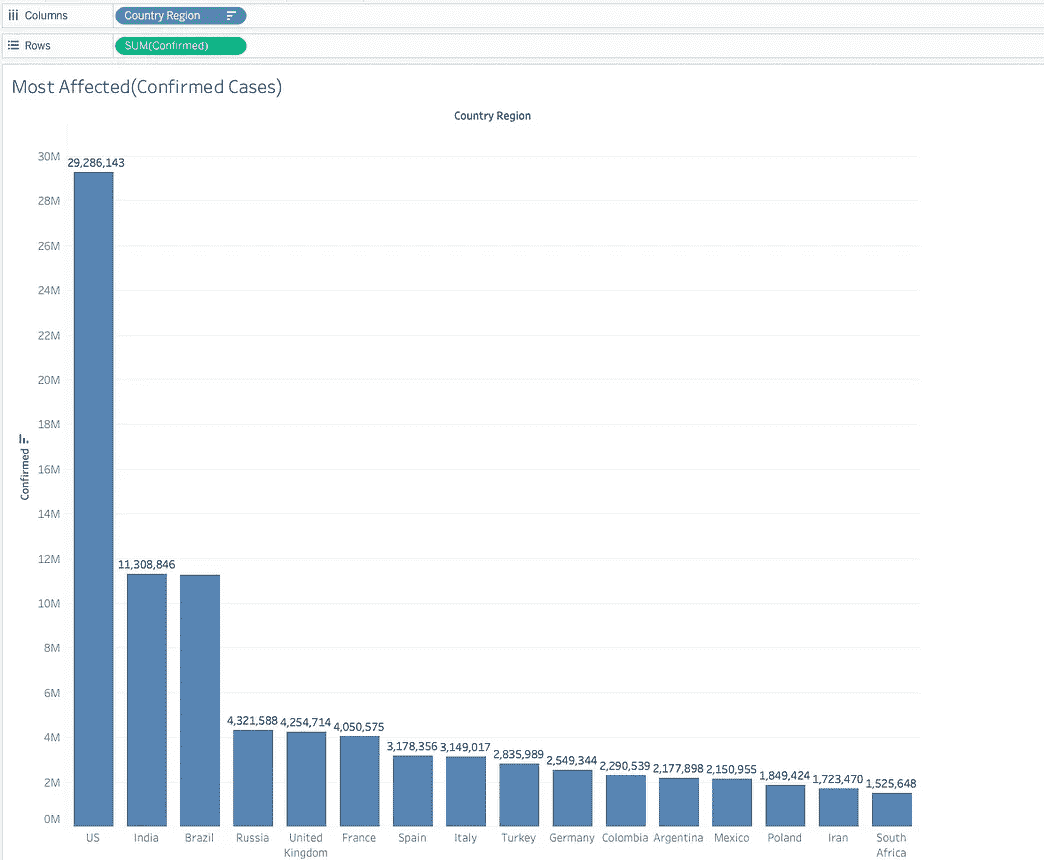 Columns
Country Region
Rows
SUM(Confirmed)
Most Affected(Confirmed Cases)
Country Region
30M
28M
26M
24M
22M
20M
18M
16M
14M
12M
10M
8M
6M
4M
2M
0M
Confirmed
29,286,143
11,308,846
4,321,588
4,254,714
4,050,575
3,178,356
3,149,017
2,835,989
2,549,344
2,290,539
2,177,898
2,150,955
1,849,424
1,723,470
1,525,648
US
India
Brazil
Russia
United
Kingdom
France
Spain
Italy
Turkey
Germany
Colombia
Argentina
Mexico
Poland
Iran
South
Africa